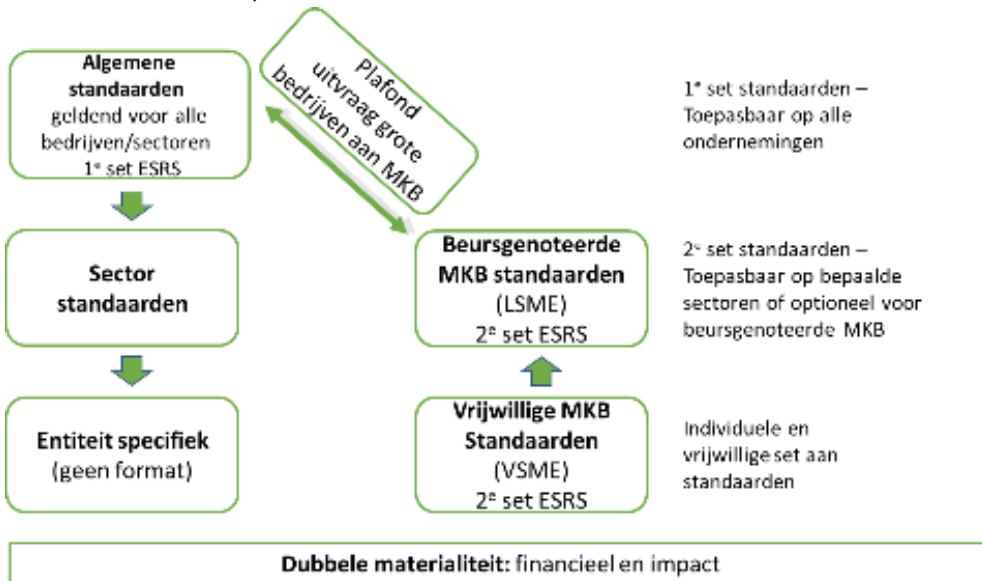 Algemene
standaarden
geldend voor alle
bedrijven/sectoren
1e set ESRS
Plafond
uitvraag grote
bedrijven aan MKB
1e set standaarden –
Toepasbaar op alle
ondernemingen
Sector
standaarden
Beursgenoteerde
MKB standaarden
(LSME)
2e set ESRS
2e set standaarden –
Toepasbaar op bepaalde
sectoren of optioneel voor
beursgenoteerde MKB
Entiteit specifiek
(geen format)
Vrijwillige MKB
Standaarden
(VSME)
2e set ESRS
Individuele en
vrijwillige set aan
standaarden
Dubbele materialiteit: financieel en impact